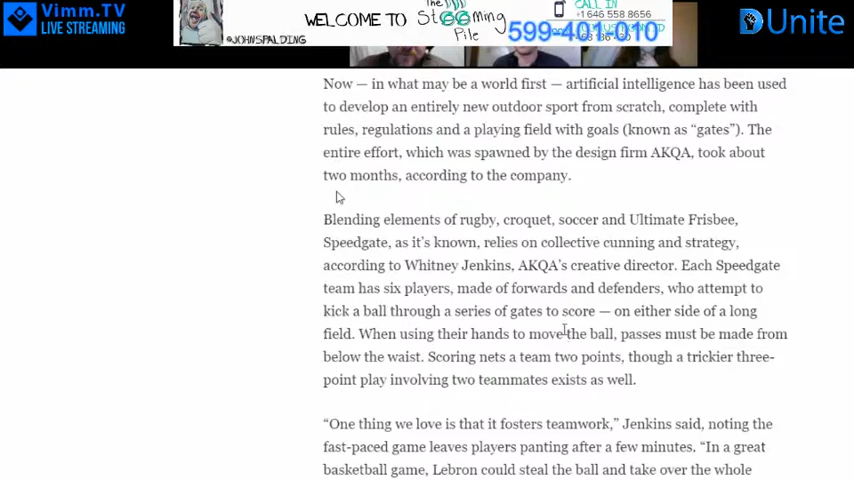 Vimm.TV
LIVE STREAMING
@JOHNSPALDING
WELCOME TO
The
Steeming
Pile
CALL IN
+1 646 558 8656
599-401-010
DUnite
Now — in what may be a world first — artificial intelligence has been used
to develop an entirely new outdoor sport from scratch, complete with
rules, regulations and a playing field with goals (known as “gates”). The
entire effort, which was spawned by the design firm AKQA, took about
two months, according to the company.
Blending elements of rugby, croquet, soccer and Ultimate Frisbee,
Speedgate, as it’s known, relies on collective cunning and strategy,
according to Whitney Jenkins, AKQA’s creative director. Each Speedgate
team has six players, made of forwards and defenders, who attempt to
kick a ball through a series of gates to score — on either side of a long
field. When using their hands to move the ball, passes must be made from
below the waist. Scoring nets a team two points, though a trickier three-
point play involving two teammates exists as well.
“One thing we love is that it fosters teamwork,” Jenkins said, noting the
fast-paced game leaves players panting after a few minutes. “In a great
basketball game, Lebron could steal the ball and take over the whole